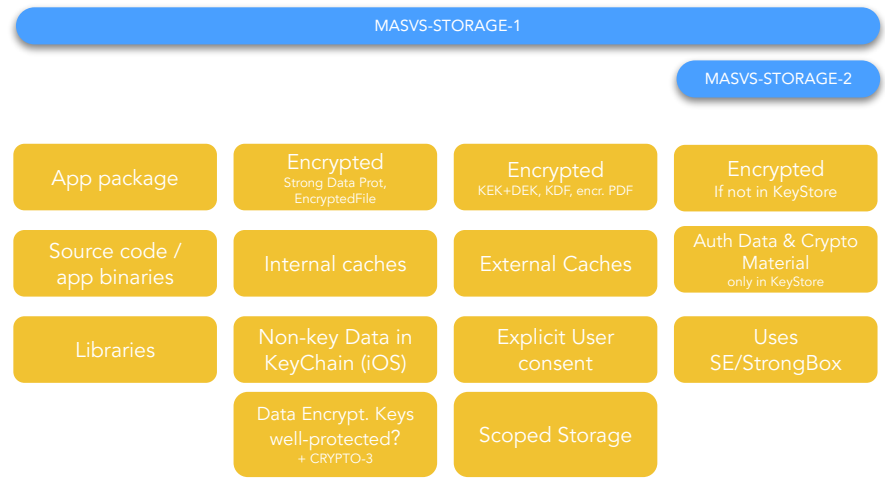 MASVS-STORAGE-1
MASVS-STORAGE-2
App package
Encrypted
Strong Data Prot,
EncryptedFile
Encrypted
KEK+DEK, KDF, encr. PDF
Encrypted
If not in KeyStore
Source code /
app binaries
Internal caches
External Caches
Auth Data & Crypto
Material
only in KeyStore
Libraries
Non-key Data in
KeyChain (iOS)
Explicit User
consent
Uses
SE/StrongBox
Data Encrypt. Keys
well-protected?
+ CRYPTO-3
Scoped Storage